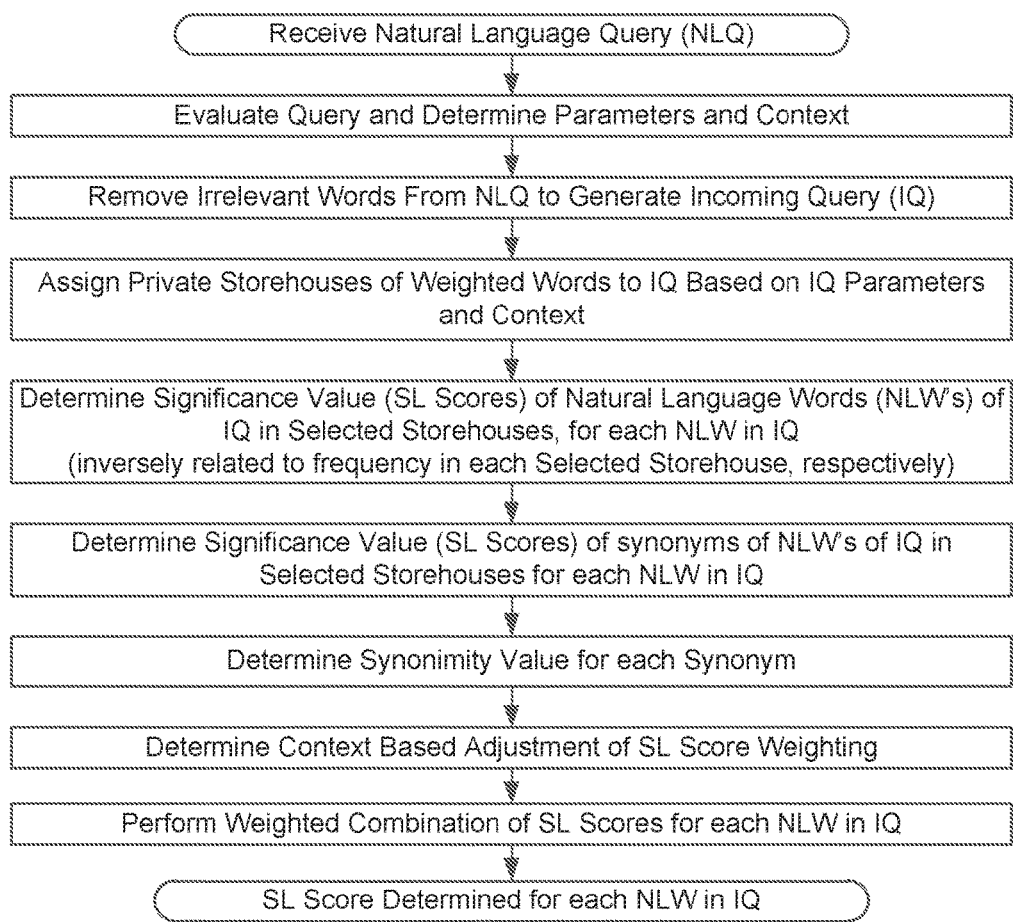 Receive Natural Language Query (NLQ)
Evaluate Query and Determine Parameters and Context
Remove Irrelevant Words From NLQ to Generate Incoming Query (IQ)
Assign Private Storehouses of Weighted Words to IQ Based on IQ Parameters
and Context
Determine Significance Value (SL Scores) of Natural Language Words (NLW's) of
IQ in Selected Storehouses, for each NLW in IQ
(inversely related to frequency in each Selected Storehouse, respectively)
Determine Significance Value (SL Scores) of synonyms of NLW's of IQ in
Selected Storehouses for each NLW in IQ
Determine Synonimity Value for each Synonym
Determine Context Based Adjustment of SL Score Weighting
Perform Weighted Combination of SL Scores for each NLW in IQ
SL Score Determined for each NLW in IQ